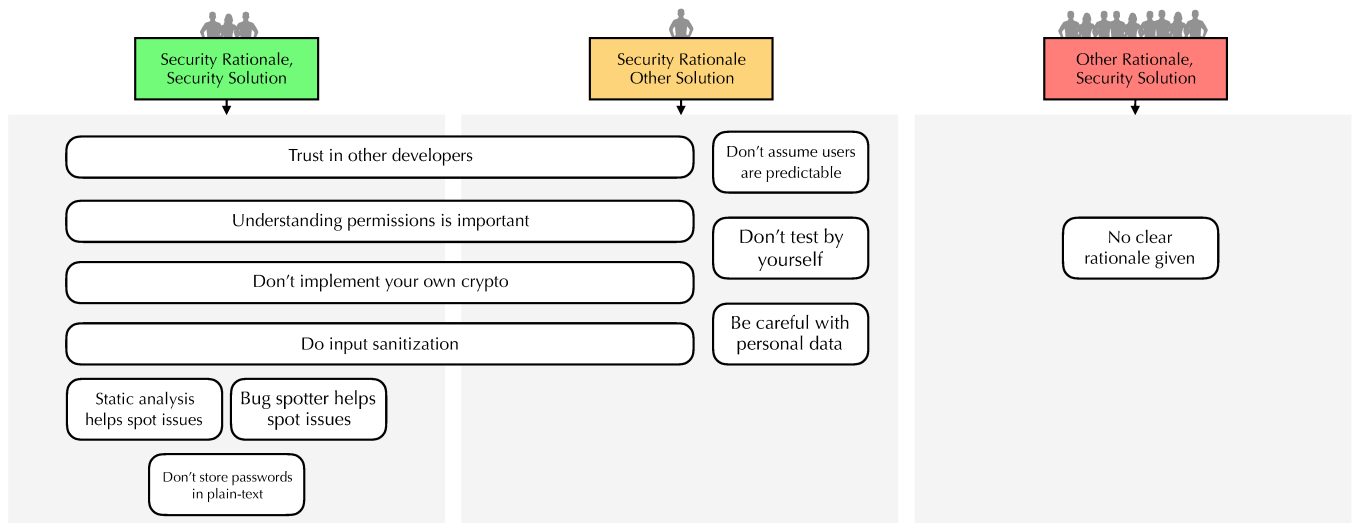 Security Rationale,
Security Solution
Security Rationale
Other Solution
Other Rationale,
Security Solution
Trust in other developers
Understanding permissions is important
Don’t implement your own crypto
Do input sanitization
Static analysis
helps spot issues
Bug spotter helps
spot issues
Don’t store passwords
in plain-text
Don’t assume users
are predictable
Don’t test by
yourself
Be careful with
personal data
No clear
rationale given